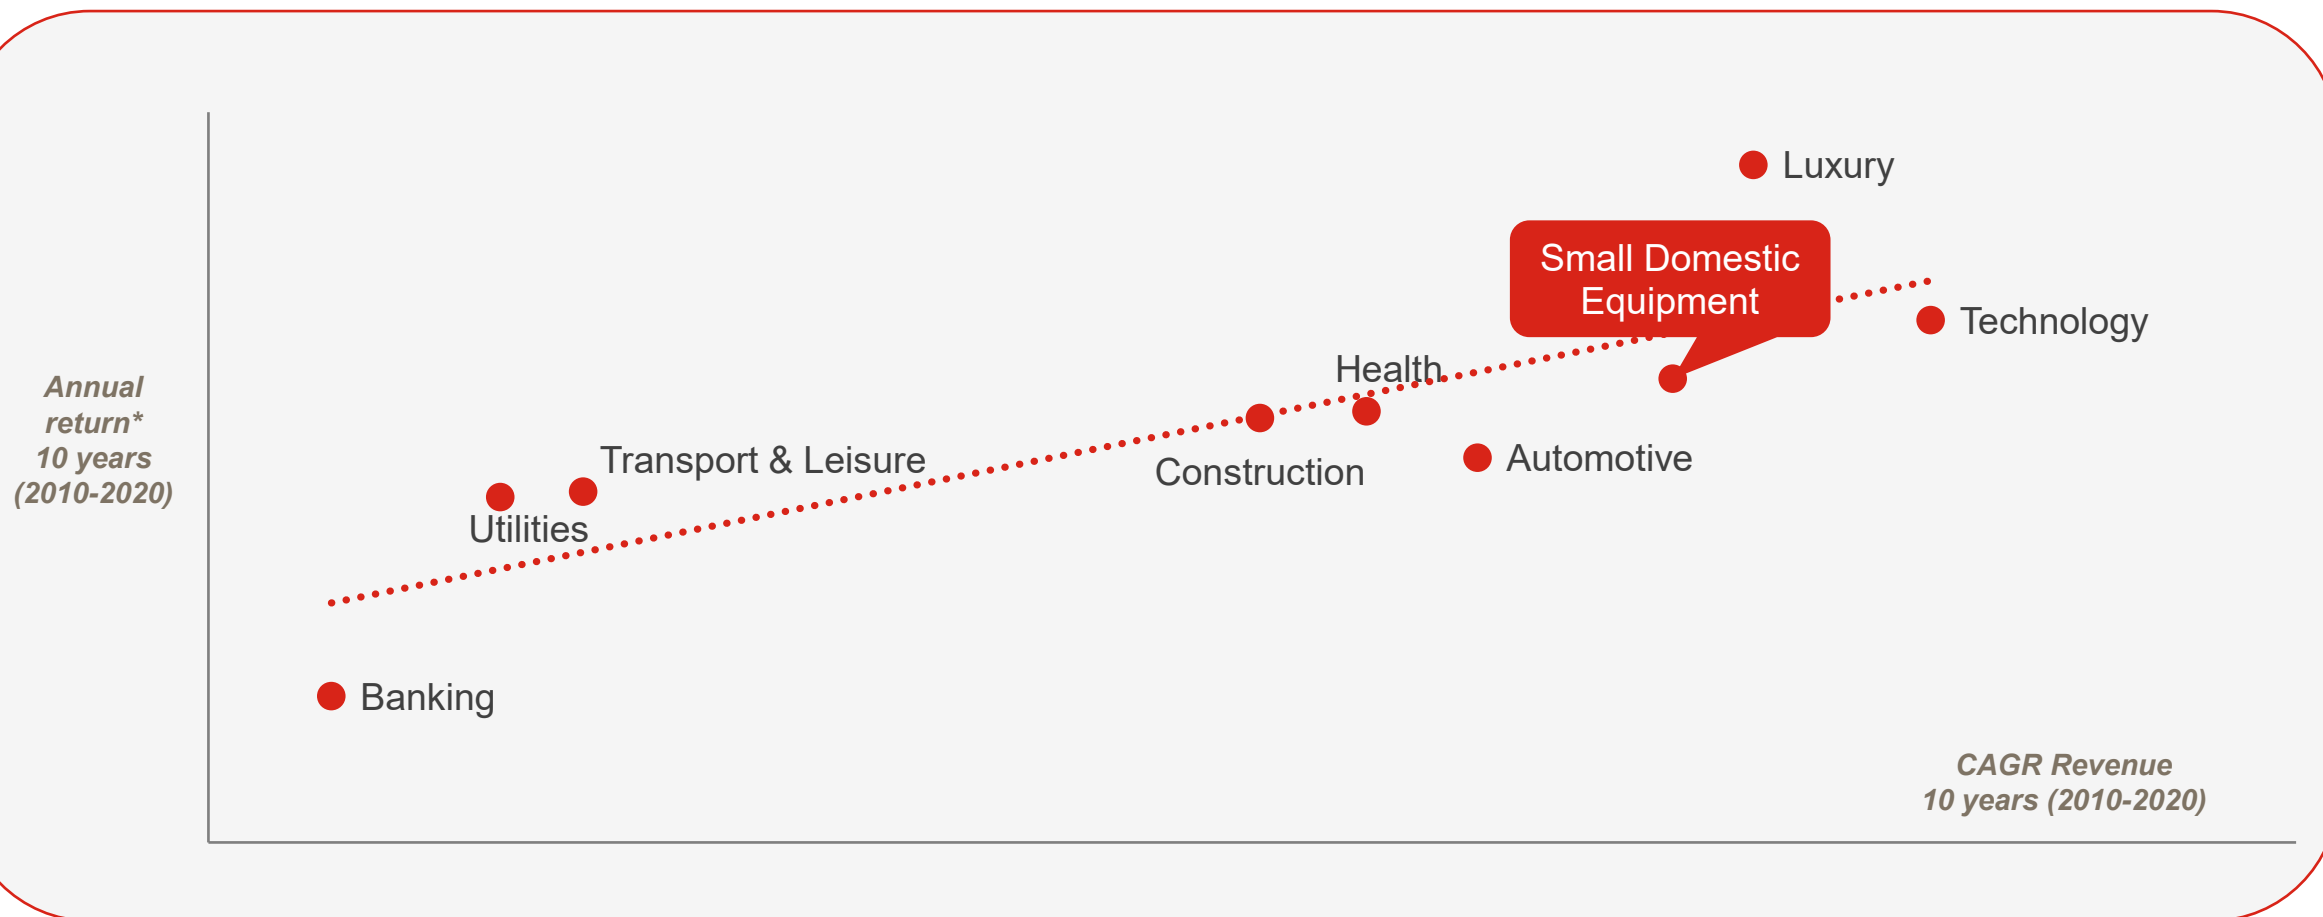 Luxury
Small Domestic
Equipment
Technology
Health
Annual
return*
10 years
(2010-2020)
Transport & Leisure
Construction
Automotive
Utilities
Banking
CAGR Revenue
10 years (2010-2020)